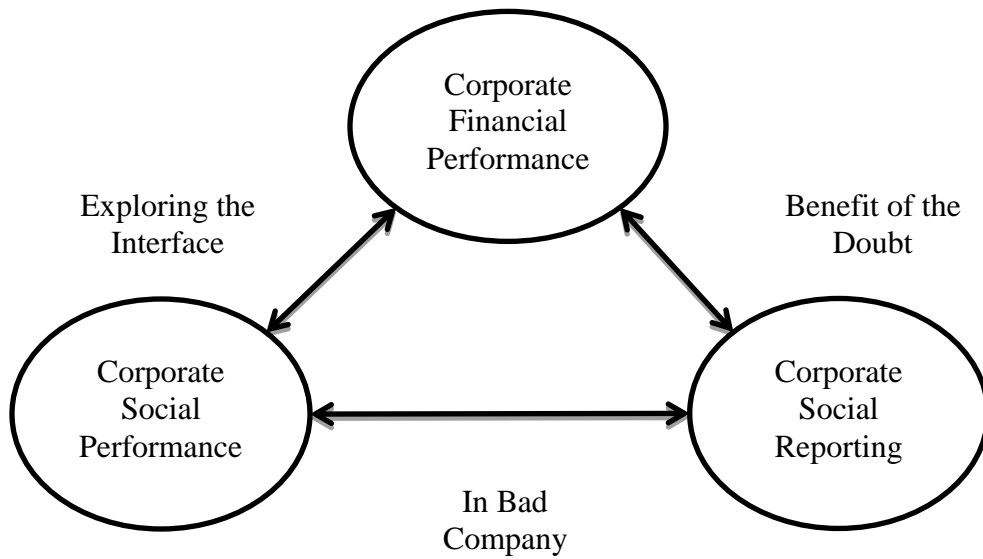 Corporate
Financial
Performance
Exploring the
Interface
Benefit of the
Doubt
Corporate
Social
Performance
Corporate
Social
Reporting
In Bad
Company